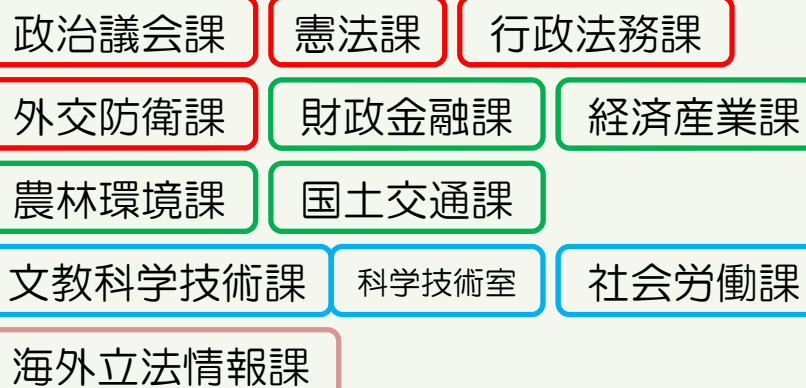 政治議会課 憲法課 行政法務課
外交防衛課 財政金融課 経済産業課
農林環境課 国土交通課
文教科学技術課 科学技術室 社会労働課
海外立法情報課